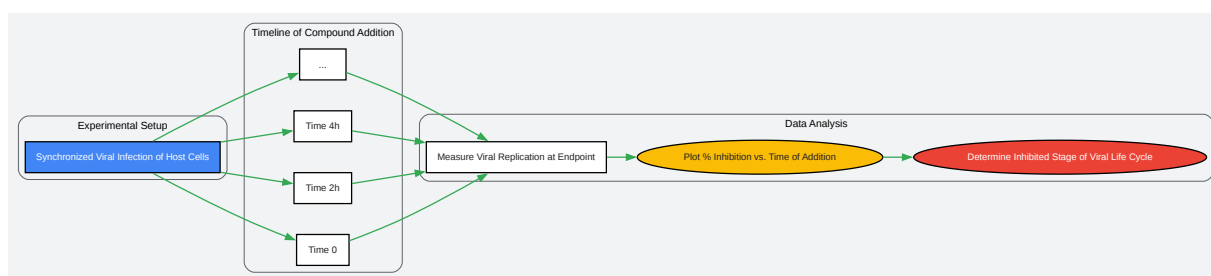 Experimental Setup
Synchronized Viral Infection of Host Cells
Timeline of Compound Addition
...
Time 4h
Time 2h
Time 0
Data Analysis
Measure Viral Replication at Endpoint
Plot % Inhibition vs. Time of Addition
Determine Inhibited Stage of Viral Life Cycle